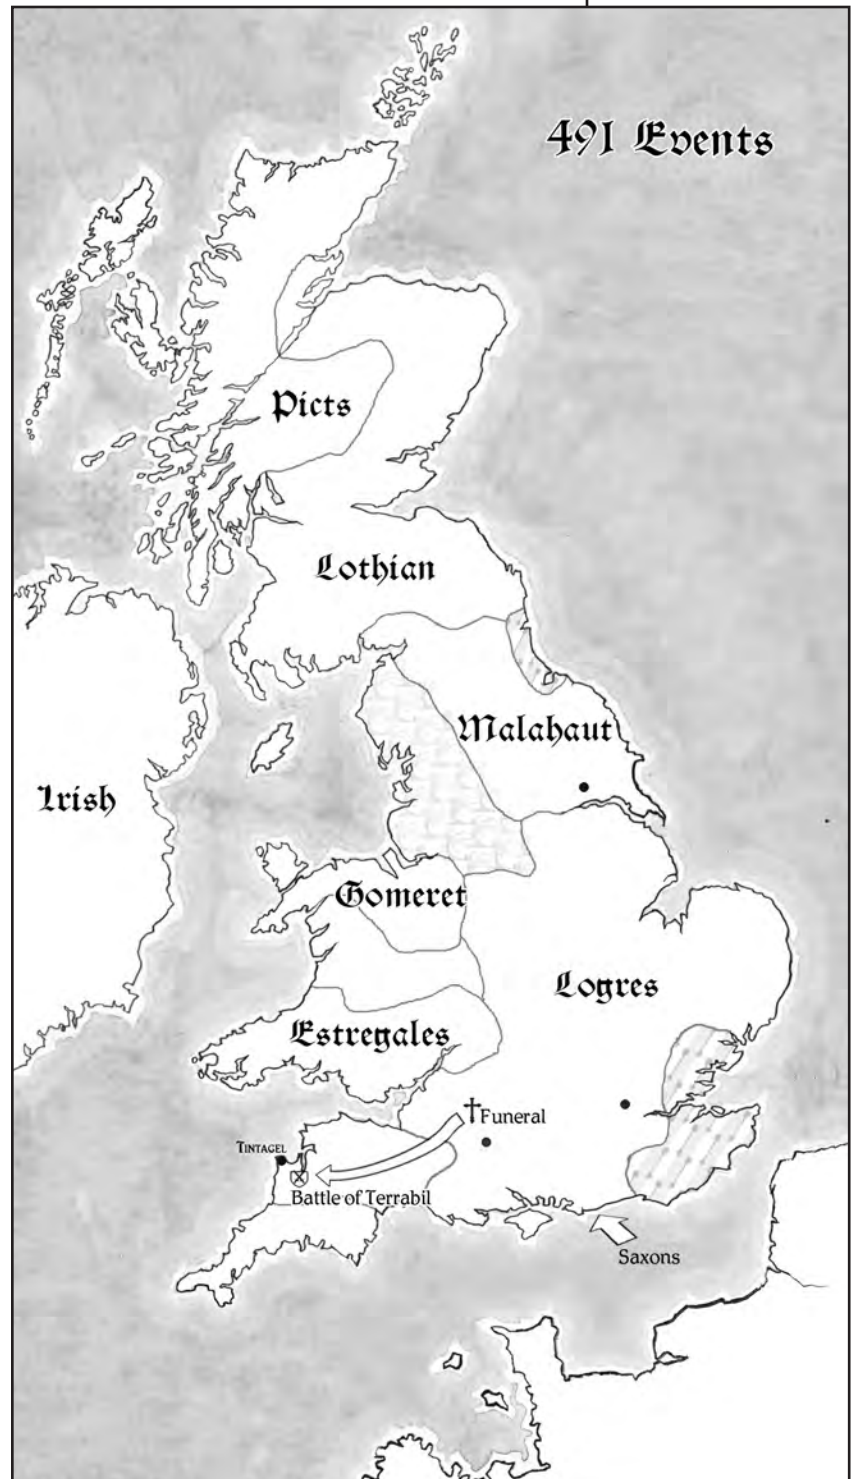 491 Events
Picts
Lothian
Malahaut
Irish
Gomeret
Logres
Estregales
Funeral
Tintagel
Battle of Terrabil
Saxons